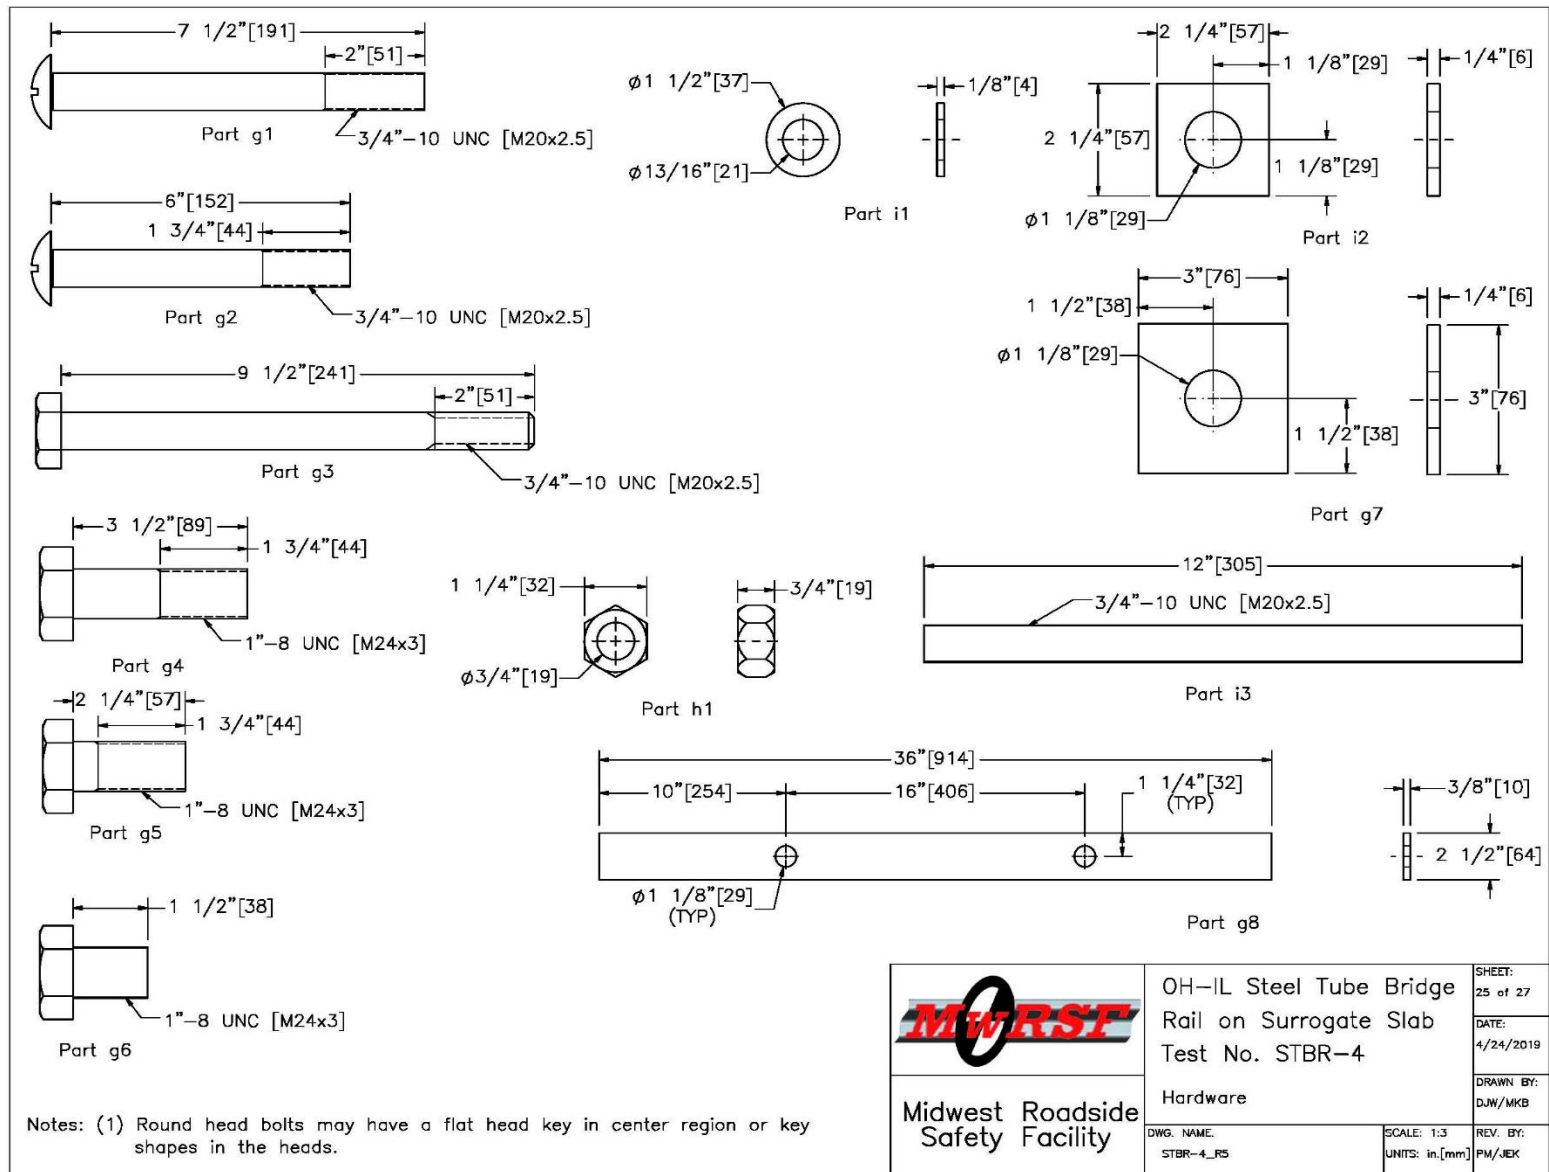 7 1/2"[191]
2"[51]
Part g1
3/4"-10 UNC [M20x2.5]
6"[152]
1 3/4"[44]
Part g2
3/4"-10 UNC [M20x2.5]
9 1/2"[241]
2"[51]
Part g3
3/4"-10 UNC [M20x2.5]
3 1/2"[89]
1 3/4"[44]
1"-8 UNC [M24x3]
Part g4
2 1/4"[57]
1 3/4"[44]
1"-8 UNC [M24x3]
Part g5
1 1/2"[38]
1"-8 UNC [M24x3]
Part g6
ø1 1/2"[37]
1/8"[4]
ø13/16"[21]
Part i1
2 1/4"[57]
1 1/8"[29]
1/4"[6]
2 1/4"[57]
1 1/8"[29]
ø1 1/8"[29]
Part i2
3"[76]
1 1/2"[38]
1/4"[6]
ø1 1/8"[29]
3"[76]
1 1/2"[38]
Part g7
1 1/4"[32]
3/4"[19]
ø3/4"[19]
Part h1
12"[305]
3/4"-10 UNC [M20x2.5]
Part i3
36"[914]
10"[254]
16"[406]
1 1/4"[32]
(TYP)
3/8"[10]
2 1/2"[64]
ø1 1/8"[29]
(TYP)
Part g8
Notes: (1) Round head bolts may have a flat head key in center region or key
shapes in the heads.
MwRSF
Midwest Roadside
Safety Facility
OH-IL Steel Tube Bridge
Rail on Surrogate Slab
Test No. STBR-4
Hardware
SHEET:
25 of 27
DATE:
4/24/2019
DRAWN BY:
DJW/MKB
DWG. NAME.
STBR-4_R5
SCALE: 1:3
UNITS: in.[mm]
REV. BY:
PM/JEK